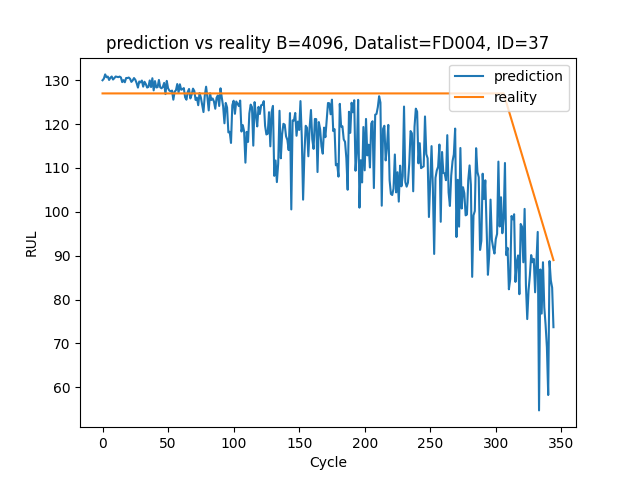 prediction vs reality B=4096, Datalist=FD004, ID=37
prediction
reality
130
120
110
100
90
80
70
60
RUL
0 50 100 150 200 250 300 350
Cycle